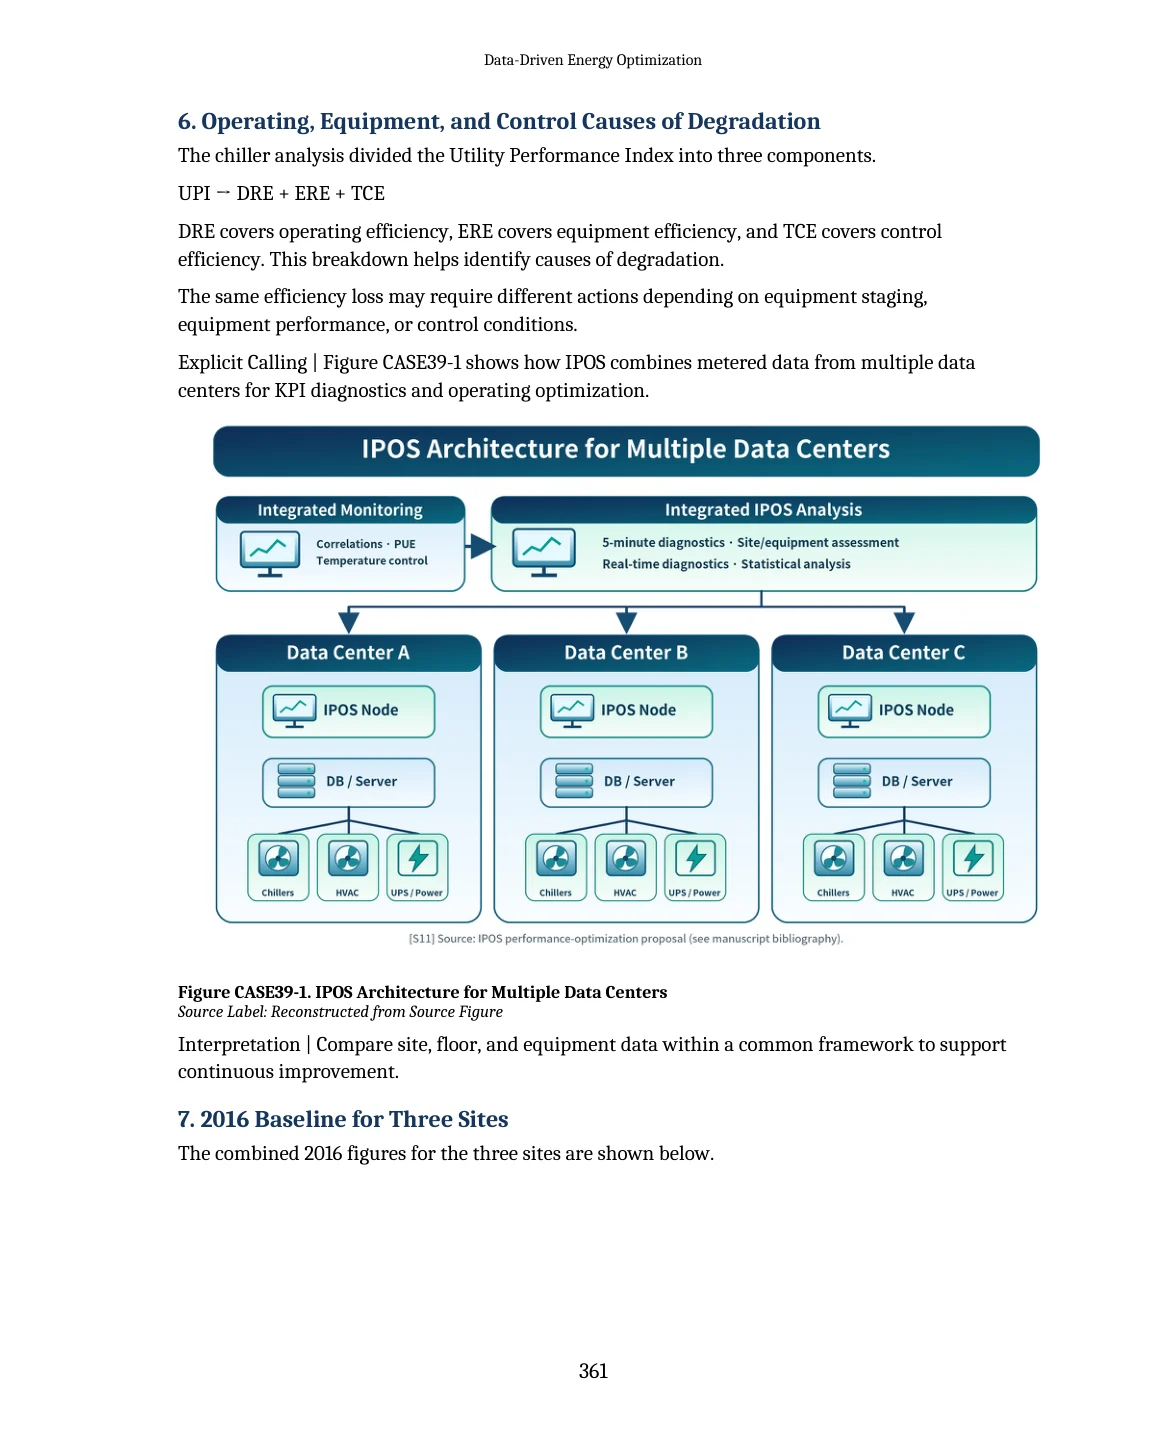 Data-Driven Energy Optimization
6. Operating, Equipment, and Control Causes of Degradation
The chiller analysis divided the Utility Performance Index into three components.
UPI → DRE + ERE + TCE
DRE covers operating efficiency, ERE covers equipment efficiency, and TCE covers control
efficiency. This breakdown helps identify causes of degradation.
The same efficiency loss may require different actions depending on equipment staging,
equipment performance, or control conditions.
Explicit Calling | Figure CASE39-1 shows how IPOS combines metered data from multiple data
centers for KPI diagnostics and operating optimization.
IPOS Architecture for Multiple Data Centers
Integrated Monitoring
Correlations · PUE
Temperature control
Integrated IPOS Analysis
5-minute diagnostics · Site/equipment assessment
Real-time diagnostics · Statistical analysis
Data Center A
IPOS Node
DB / Server
Chillers
HVAC
UPS / Power
Data Center B
IPOS Node
DB / Server
Chillers
HVAC
UPS / Power
Data Center C
IPOS Node
DB / Server
Chillers
HVAC
UPS / Power
[S11] Source: IPOS performance-optimization proposal (see manuscript bibliography).
Figure CASE39-1. IPOS Architecture for Multiple Data Centers
Source Label: Reconstructed from Source Figure
Interpretation | Compare site, floor, and equipment data within a common framework to support
continuous improvement.
7. 2016 Baseline for Three Sites
The combined 2016 figures for the three sites are shown below.
361